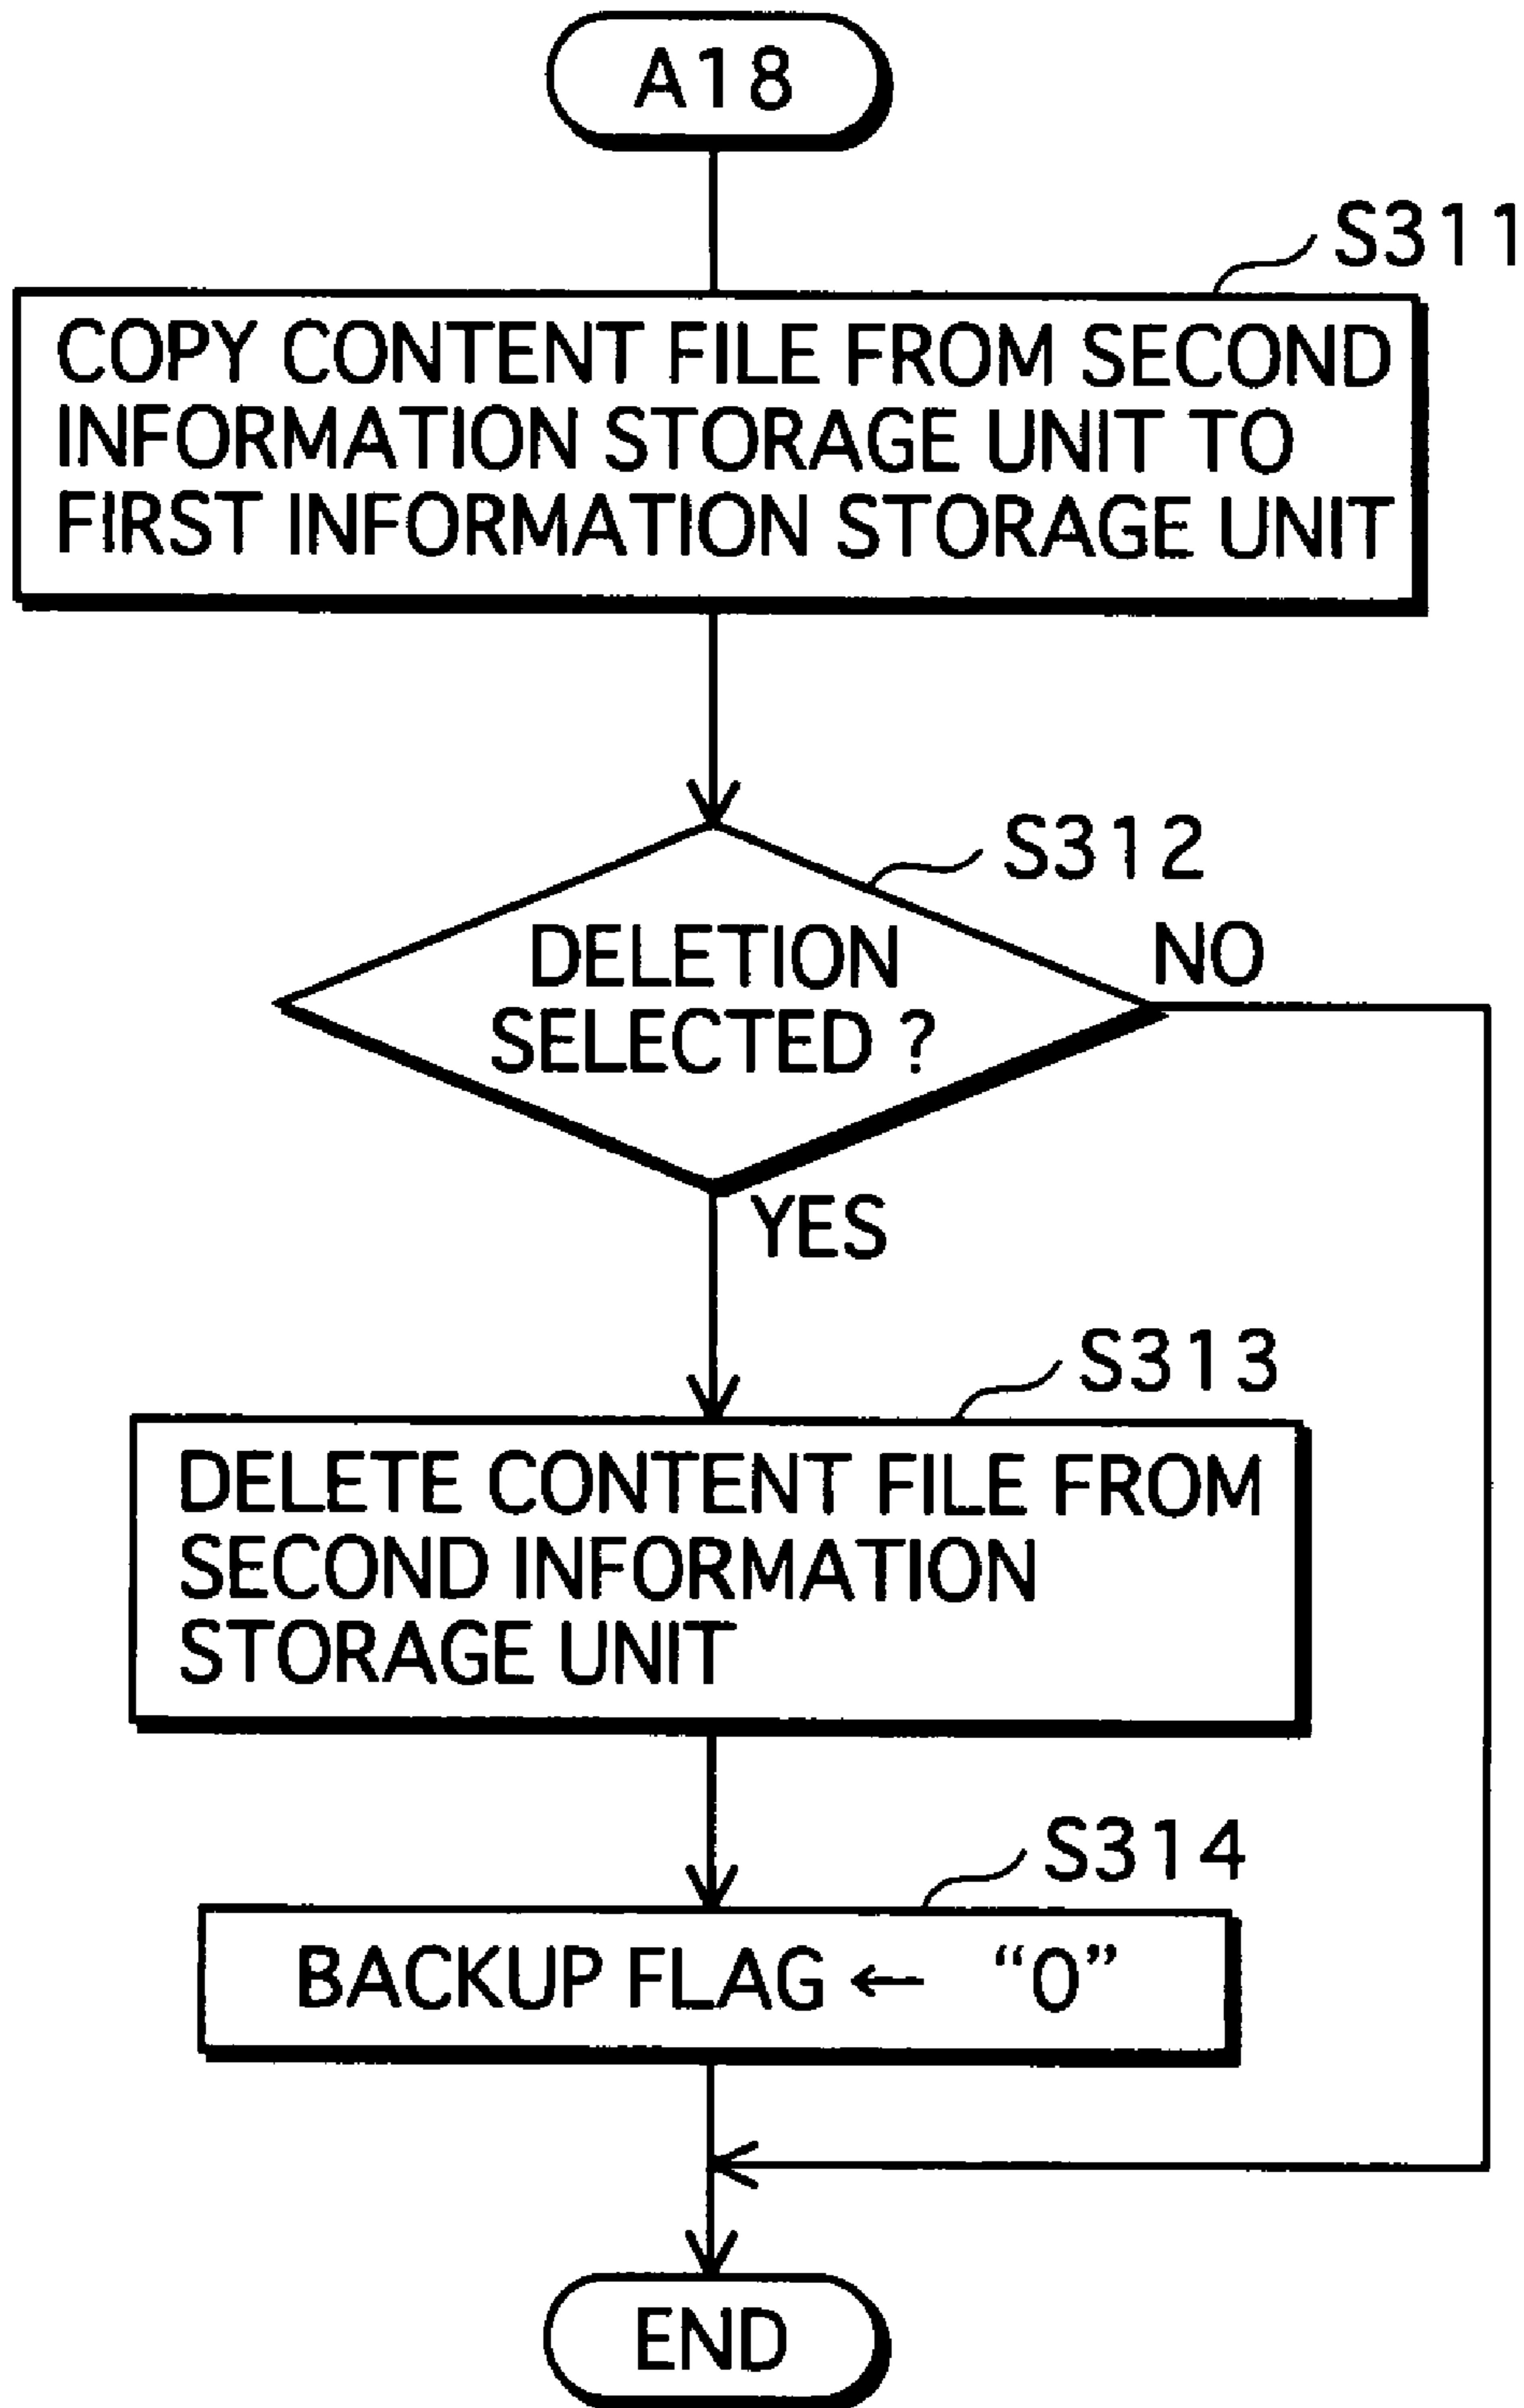 A18
S311
COPY CONTENT FILE FROM SECOND
INFORMATION STORAGE UNIT TO
FIRST INFORMATION STORAGE UNIT
S312
DELETION
SELECTED ?
NO
YES
S313
DELETE CONTENT FILE FROM
SECOND INFORMATION
STORAGE UNIT
S314
BACKUP FLAG ← “0”
END